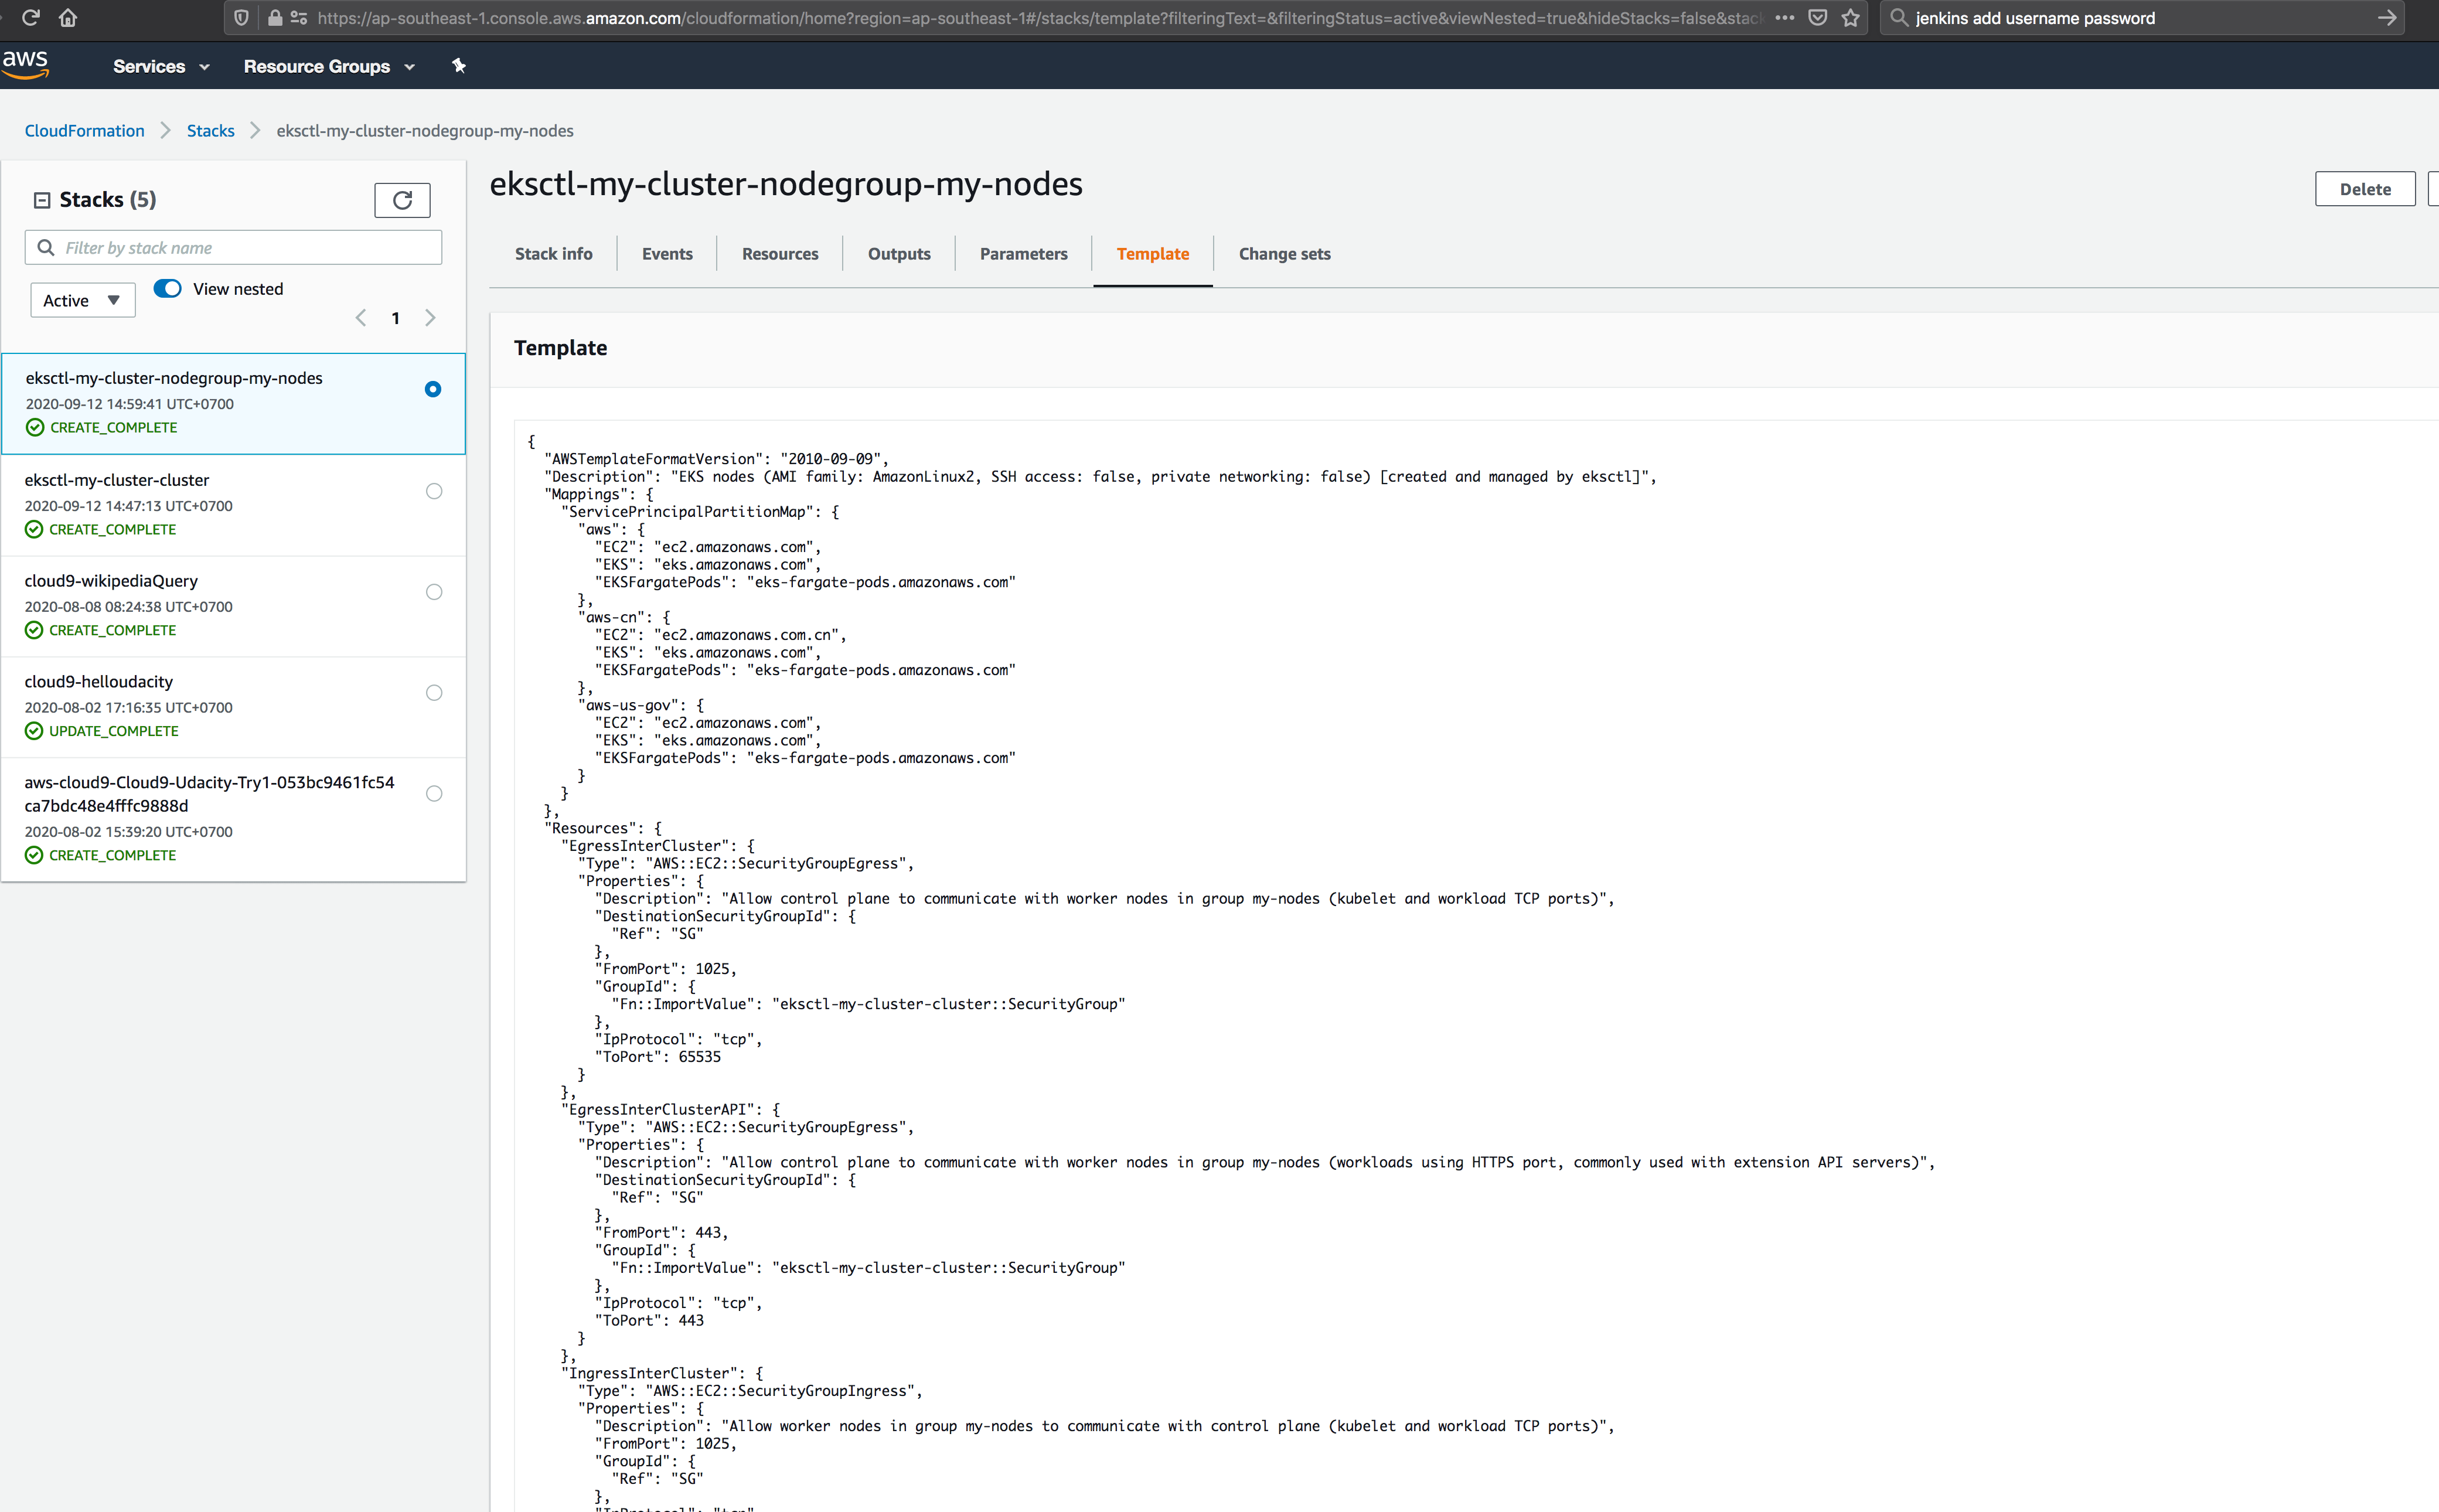 https://ap-southeast-1.console.aws.amazon.com/cloudformation/home?region=ap-southeast-1#/stacks/template?filteringText=&filteringStatus=active&viewNested=true&hideStacks=false&stac
jenkins add username password
aws
Services
Resource Groups
CloudFormation
Stacks
eksctl-my-cluster-nodegroup-my-nodes
Stacks (5)
Filter by stack name
Active
View nested
1
eksctl-my-cluster-nodegroup-my-nodes
2020-09-12 14:59:41 UTC+0700
CREATE_COMPLETE
eksctl-my-cluster-cluster
2020-09-12 14:47:13 UTC+0700
CREATE_COMPLETE
cloud9-wikipediaQuery
2020-08-08 08:24:38 UTC+0700
CREATE_COMPLETE
cloud9-helloudacity
2020-08-02 17:16:35 UTC+0700
UPDATE_COMPLETE
aws-cloud9-Cloud9-Udacity-Try1-053bc9461fc54
ca7bdc48e4fffc9888d
2020-08-02 15:39:20 UTC+0700
CREATE_COMPLETE
eksctl-my-cluster-nodegroup-my-nodes
Delete
Stack info
Events
Resources
Outputs
Parameters
Template
Change sets
Template
{
"AWSTemplateFormatVersion": "2010-09-09",
"Description": "EKS nodes (AMI family: AmazonLinux2, SSH access: false, private networking: false) [created and managed by eksctl]",
"Mappings": {
"ServicePrincipalPartitionMap": {
"aws": {
"EC2": "ec2.amazonaws.com",
"EKS": "eks.amazonaws.com",
"EKSFargatePods": "eks-fargate-pods.amazonaws.com"
},
"aws-cn": {
"EC2": "ec2.amazonaws.com.cn",
"EKS": "eks.amazonaws.com",
"EKSFargatePods": "eks-fargate-pods.amazonaws.com"
},
"aws-us-gov": {
"EC2": "ec2.amazonaws.com",
"EKS": "eks.amazonaws.com",
"EKSFargatePods": "eks-fargate-pods.amazonaws.com"
}
}
},
"Resources": {
"EgressInterCluster": {
"Type": "AWS::EC2::SecurityGroupEgress",
"Properties": {
"Description": "Allow control plane to communicate with worker nodes in group my-nodes (kubelet and workload TCP ports)",
"DestinationSecurityGroupId": {
"Ref": "SG"
},
"FromPort": 1025,
"GroupId": {
"Fn::ImportValue": "eksctl-my-cluster-cluster::SecurityGroup"
},
"IpProtocol": "tcp",
"ToPort": 65535
}
},
"EgressInterClusterAPI": {
"Type": "AWS::EC2::SecurityGroupEgress",
"Properties": {
"Description": "Allow control plane to communicate with worker nodes in group my-nodes (workloads using HTTPS port, commonly used with extension API servers)",
"DestinationSecurityGroupId": {
"Ref": "SG"
},
"FromPort": 443,
"GroupId": {
"Fn::ImportValue": "eksctl-my-cluster-cluster::SecurityGroup"
},
"IpProtocol": "tcp",
"ToPort": 443
}
},
"IngressInterCluster": {
"Type": "AWS::EC2::SecurityGroupIngress",
"Properties": {
"Description": "Allow worker nodes in group my-nodes to communicate with control plane (kubelet and workload TCP ports)",
"FromPort": 1025,
"GroupId": {
"Ref": "SG"
},
"IpProtocol": "tcp",